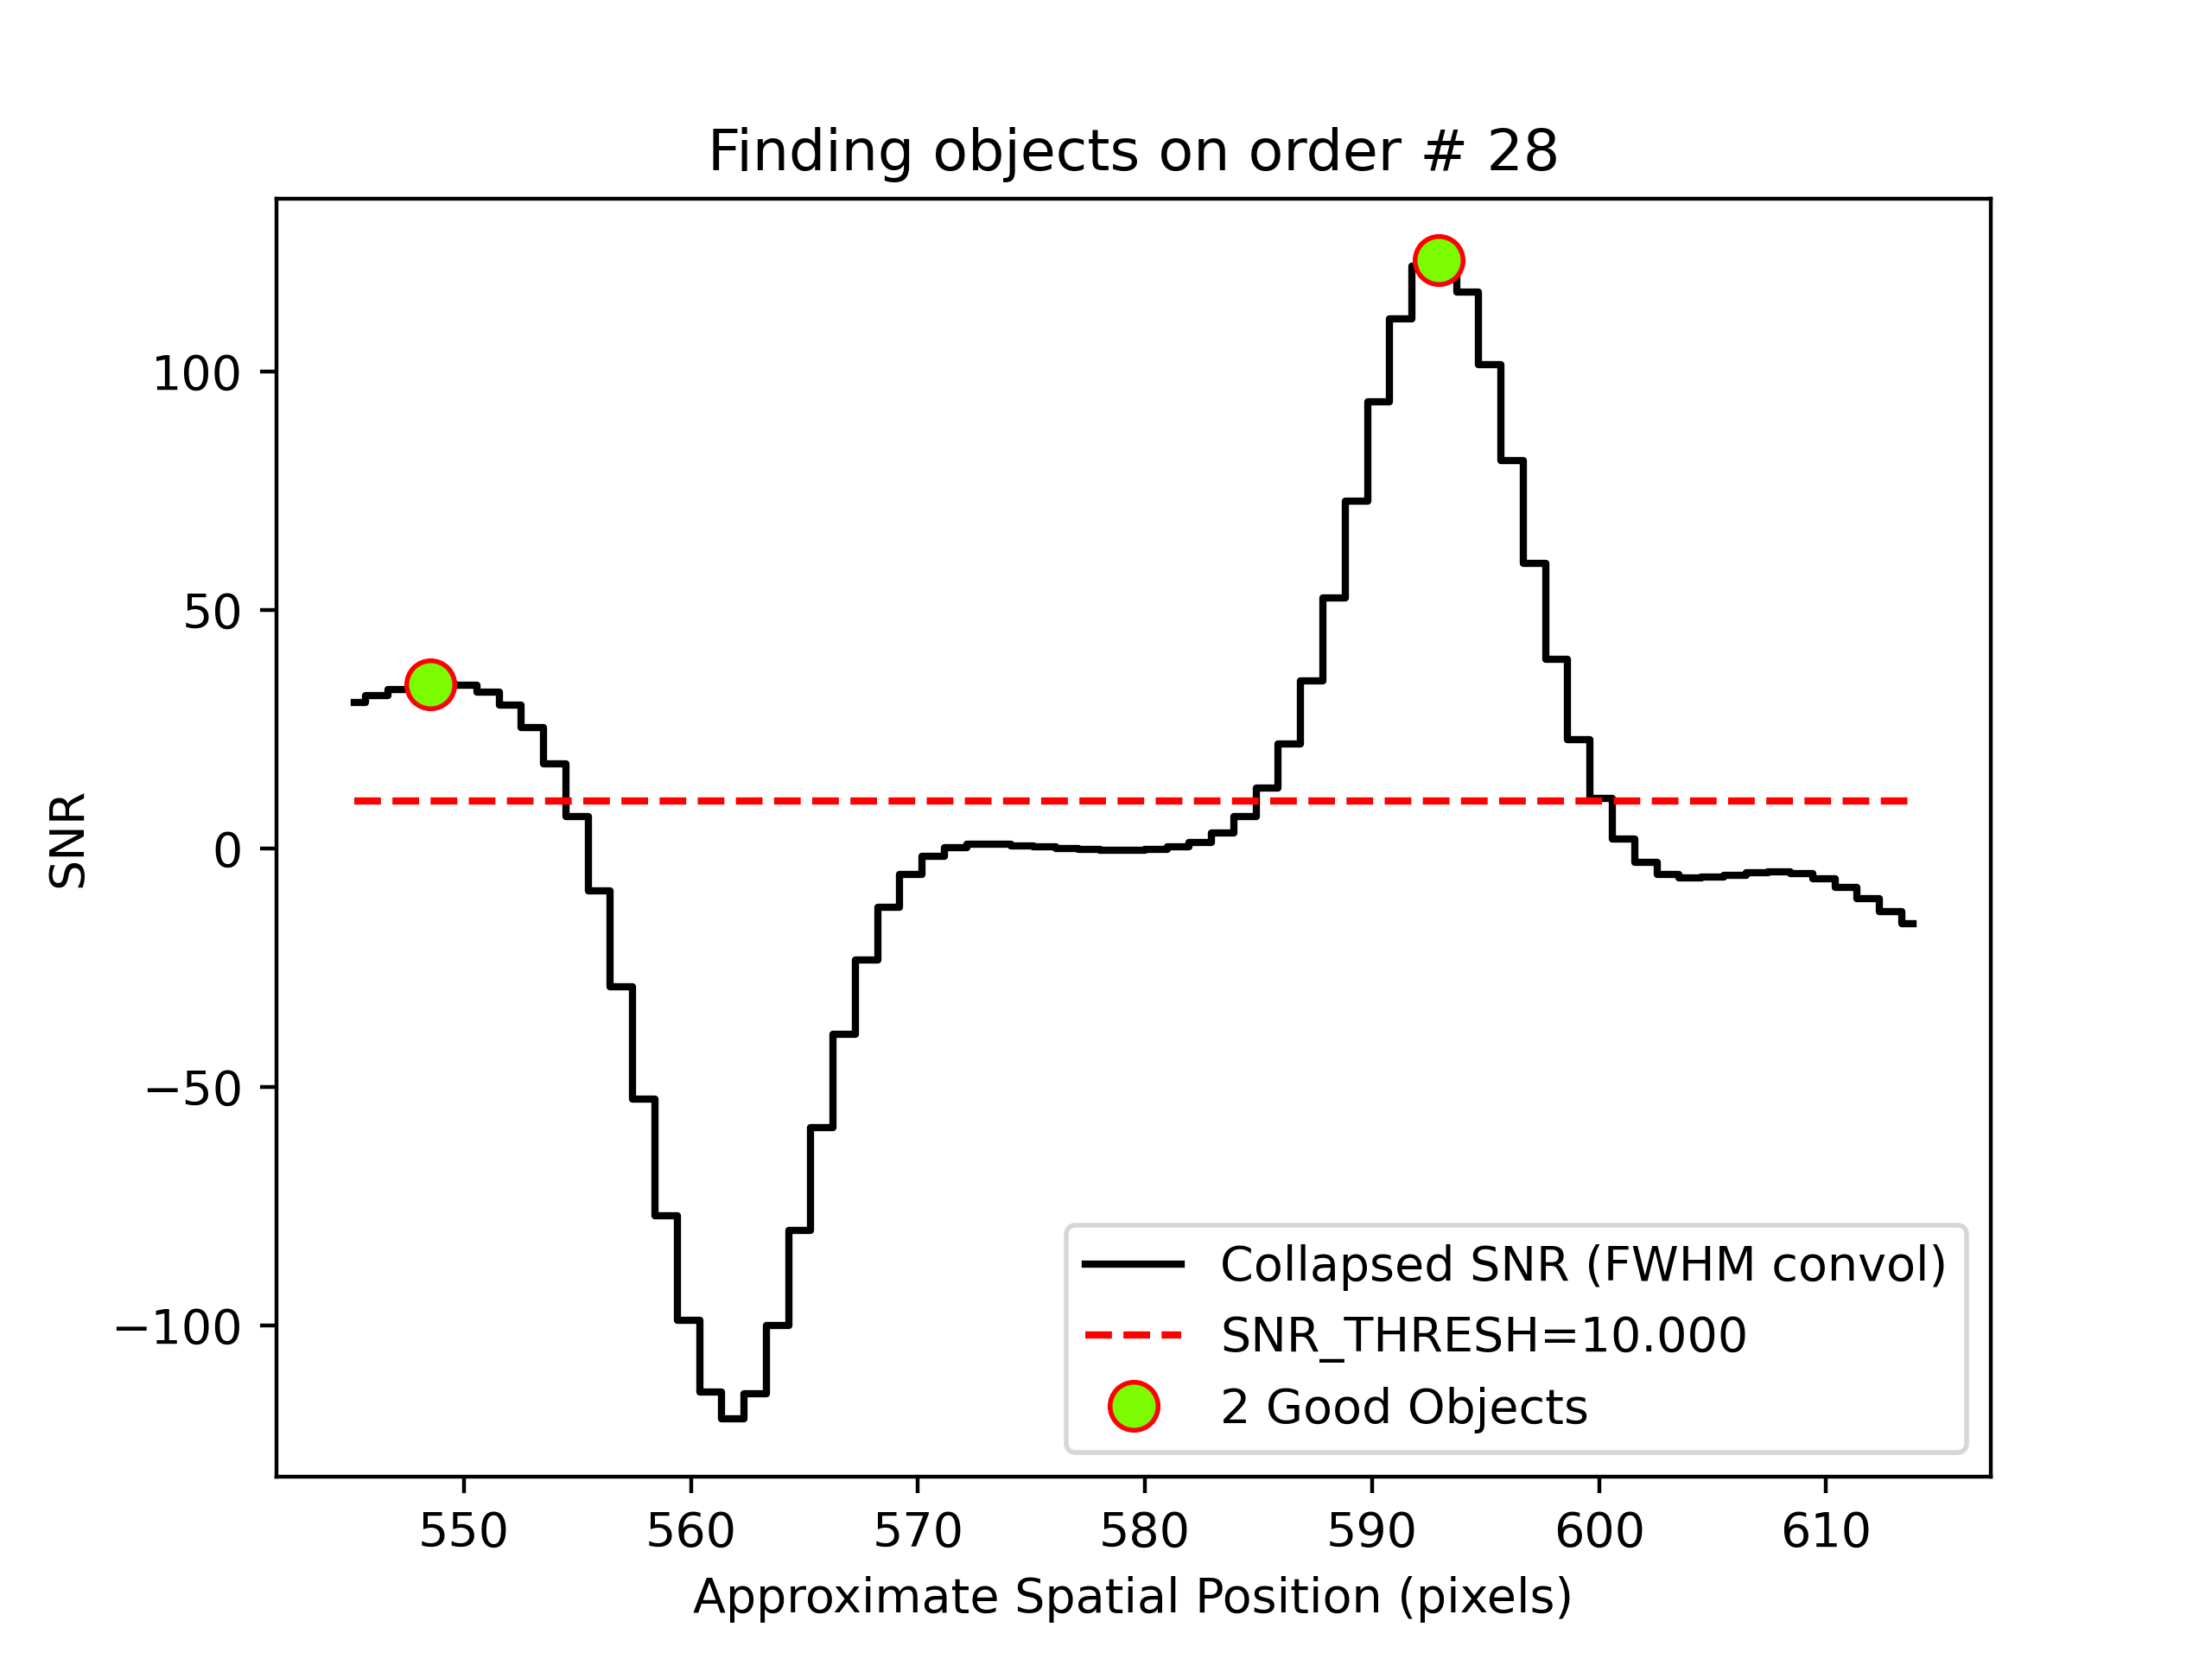 Finding objects on order # 28
SNR
100
50
0
−50
−100
550 560 570 580 590 600 610
Approximate Spatial Position (pixels)
Collapsed SNR (FWHM convol)
SNR_THRESH=10.000
2 Good Objects